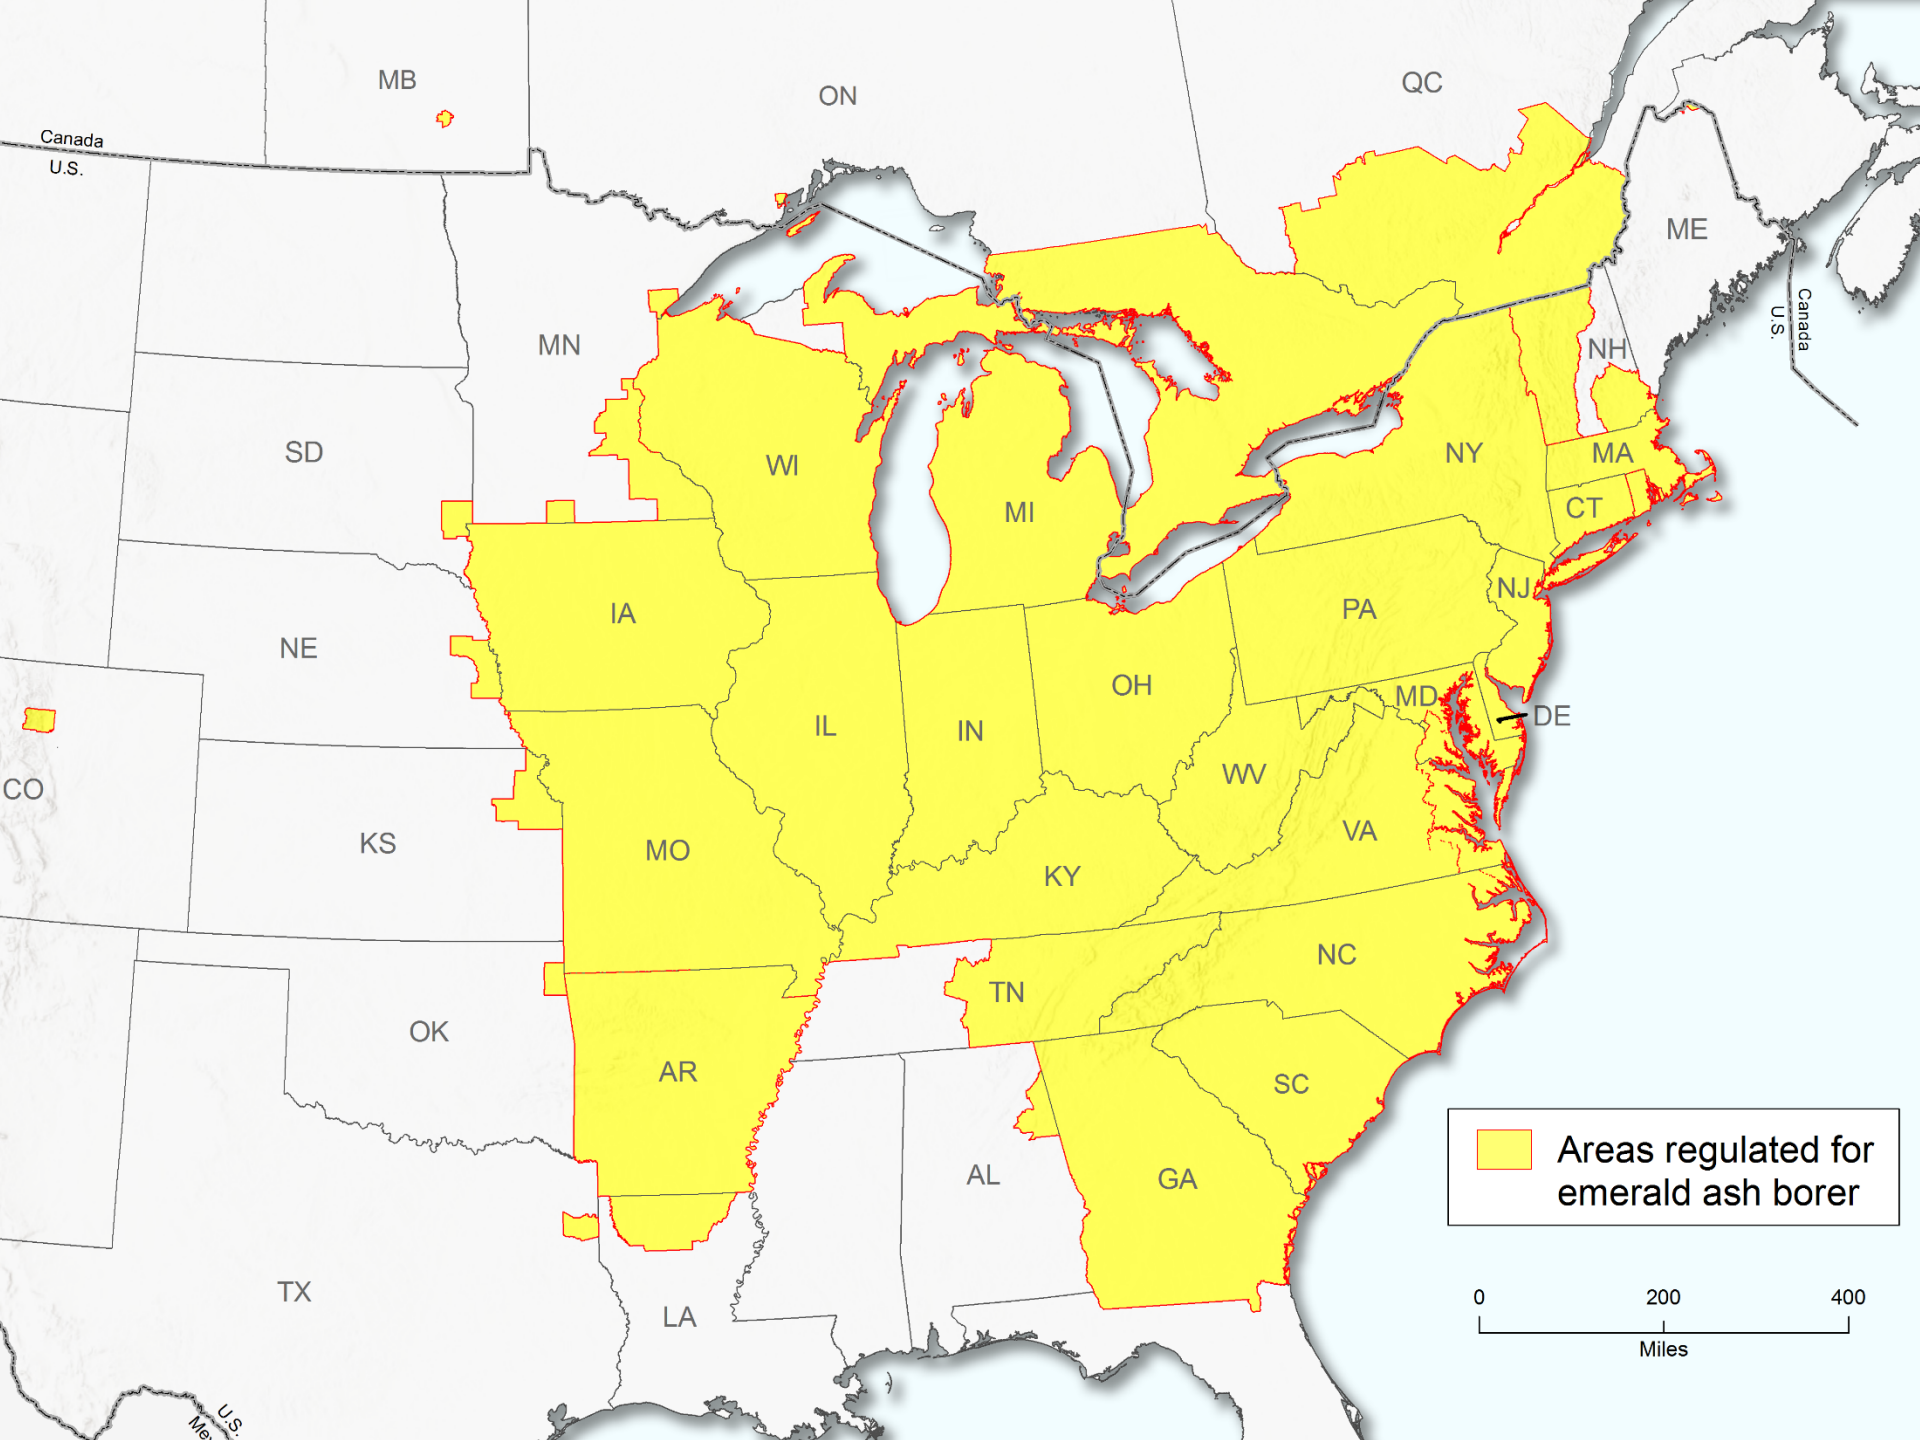 MB
ON
QC
Canada
U.S.
ME
MN
NH
Canada
U.S.
SD
WI
NY
MA
MI
CT
NJ
IA
PA
NE
OH
MD
IL
IN
DE
WV
CO
KS
MO
VA
KY
NC
TN
OK
AR
SC
AL
GA
Areas regulated for
emerald ash borer
TX
LA
0 200 400
Miles
U.S.